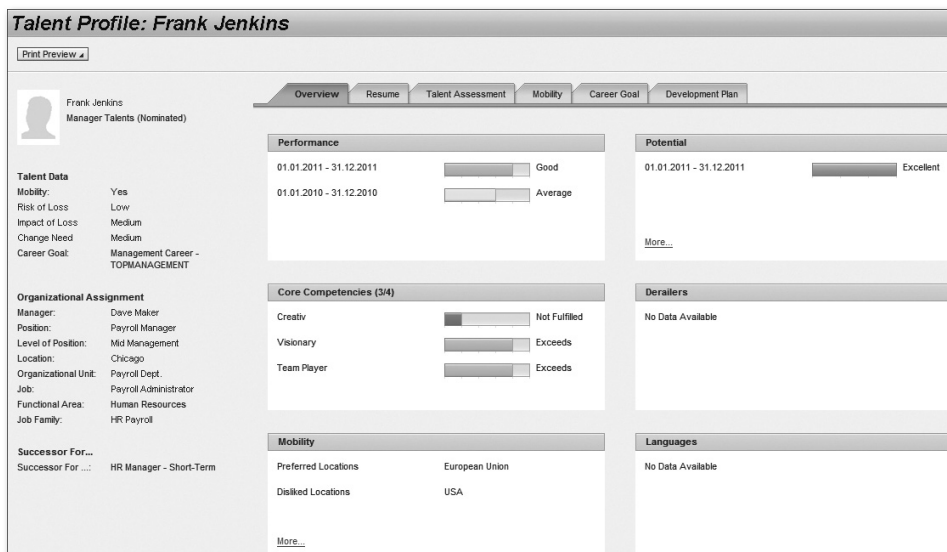 Talent Profile: Frank Jenkins
Print Preview
Frank Jenkins
Manager Talents (Nominated)
Talent Data
Mobility: Yes
Risk of Loss Low
Impact of Loss Medium
Change Need Medium
Career Goal: Management Career -
TOPMANAGEMENT
Organizational Assignment
Manager: Dave Maker
Position: Payroll Manager
Level of Position: Mid Management
Location: Chicago
Organizational Unit: Payroll Dept.
Job: Payroll Administrator
Functional Area: Human Resources
Job Family: HR Payroll
Successor For...
Successor For ...: HR Manager - Short-Term
Overview Resume Talent Assessment Mobility Career Goal Development Plan
Performance
01.01.2011 - 31.12.2011 Good
01.01.2010 - 31.12.2010 Average
Potential
01.01.2011 - 31.12.2011 Excellent
More...
Core Competencies (3/4)
Creativ Not Fulfilled
Visionary Exceeds
Team Player Exceeds
Derailers
No Data Available
Mobility
Preferred Locations European Union
Disliked Locations USA
More...
Languages
No Data Available